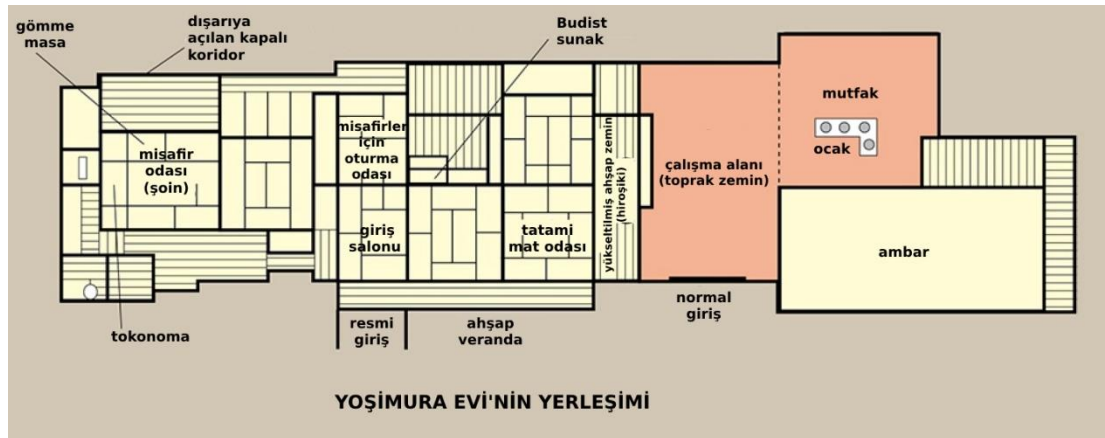 gömme
masa
dışarıya
açılan kapalı
koridor
Budist
sunak
misafir
odası
(şoin)
misafirler
için
oturma
odaşı
giriş
salonu
tatami
mat odası
yükseltilmiş ahşap zemin
(hiroşiki)
çalışma alanı
(toprak zemin)
mutfak
ocak
ambar
tokonoma
resmi
giriş
ahşap
veranda
normal
giriş
YOŞİMURA EVİ'NİN YERLEŞİMİ